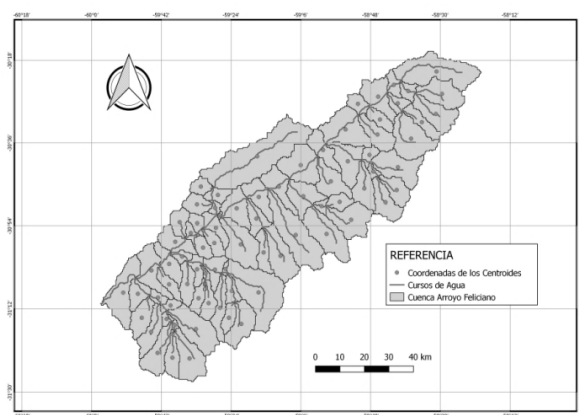 -60°18' -60°0' -59°42' -59°24' -59°6' -58°48' -58°30' -58°12'
-30°18'
-30°36'
-30°54'
REFERENCIA
Coordenadas de los Centroides
Cursos de Agua
Cuenca Arroyo Feliciano
-31°12'
0 10 20 30 40 km
-31°30'